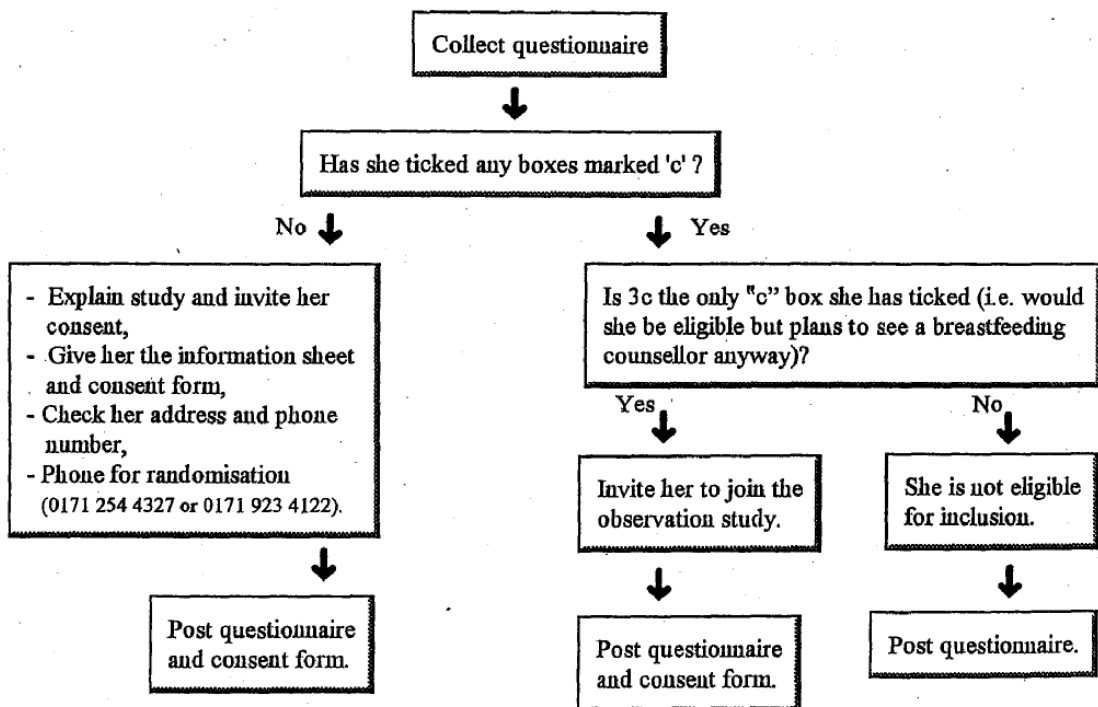 Collect questionnaire
Has she ticked any boxes marked 'c' ?
No
Yes
- Explain study and invite her
consent,
- Give her the information sheet
and consent form,
- Check her address and phone
number,
- Phone for randomisation
(0171 254 4327 or 0171 923 4122).
Is 3c the only "c" box she has ticked (i.e. would
she be eligible but plans to see a breastfeeding
counsellor anyway)?
Yes
No
Invite her to join the
observation study.
She is not eligible
for inclusion.
Post questionnaire
and consent form.
Post questionnaire
and consent form.
Post questionnaire.